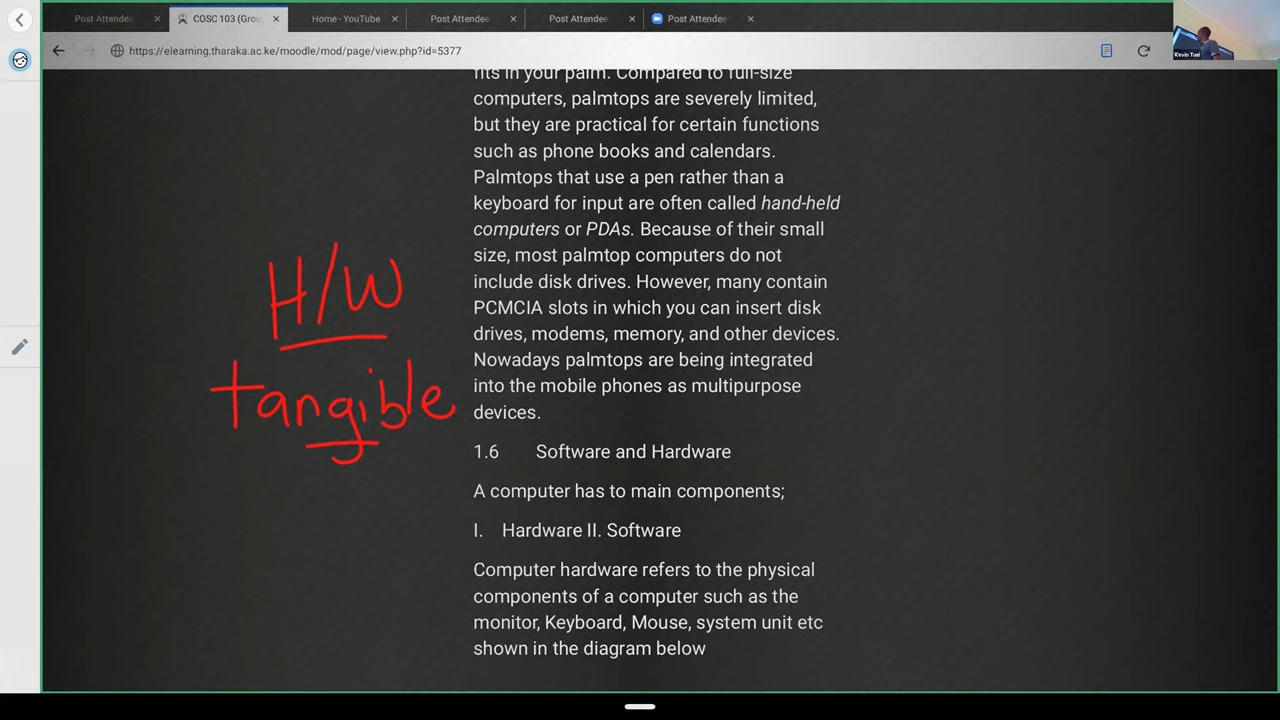 Post Attendee
COSC 103 (Grou
Home - YouTube
Post Attendee
Post Attendee
Post Attendee
https://elearning.tharaka.ac.ke/moodle/mod/page/view.php?id=5377
Kevin Tuei
fits in your palm. Compared to full-size
computers, palmtops are severely limited,
but they are practical for certain functions
such as phone books and calendars.
Palmtops that use a pen rather than a
keyboard for input are often called hand-held
computers or PDAs. Because of their small
size, most palmtop computers do not
include disk drives. However, many contain
PCMCIA slots in which you can insert disk
drives, modems, memory, and other devices.
Nowadays palmtops are being integrated
into the mobile phones as multipurpose
devices.
H/W
tangible
1.6 Software and Hardware
A computer has to main components;
I. Hardware II. Software
Computer hardware refers to the physical
components of a computer such as the
monitor, Keyboard, Mouse, system unit etc
shown in the diagram below